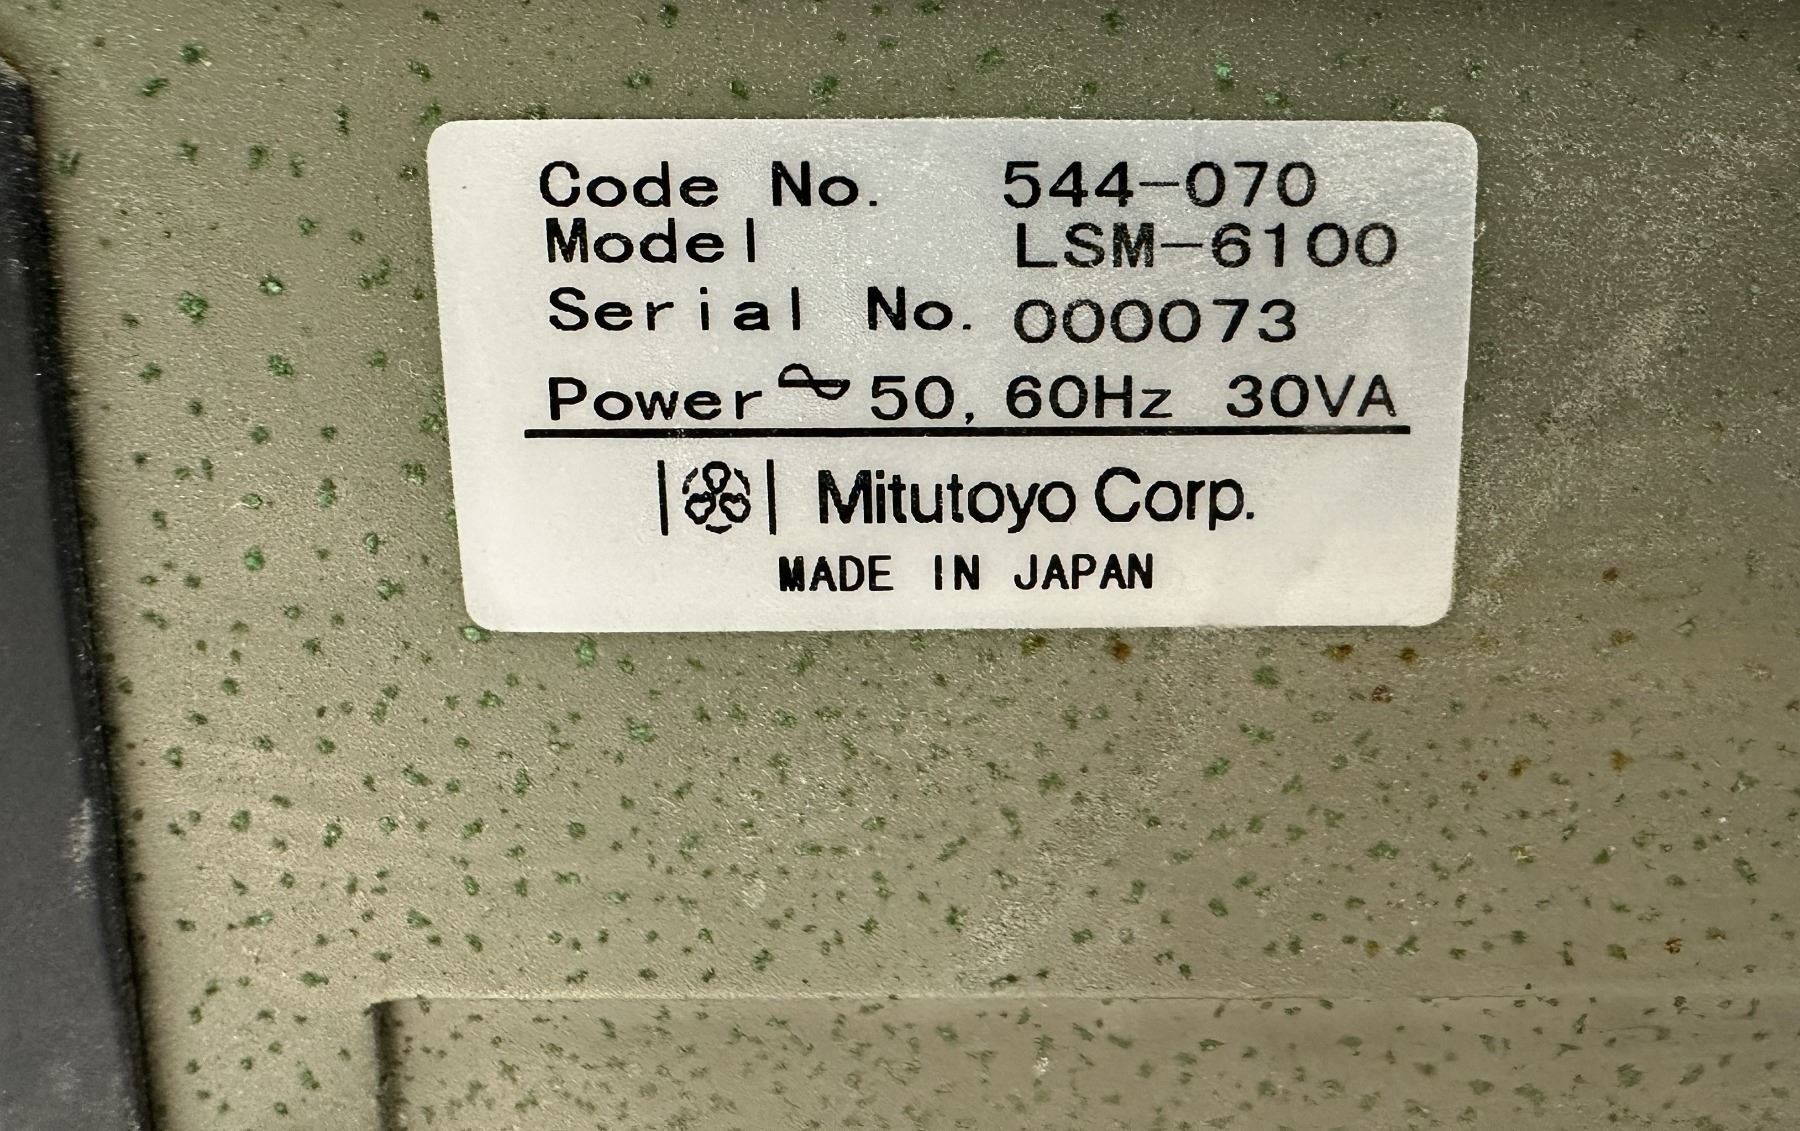 Code No. 544-070
Model LSM-6100
Serial No. 000073
Power 50, 60Hz 30VA
Mitutoyo Corp.
MADE IN JAPAN